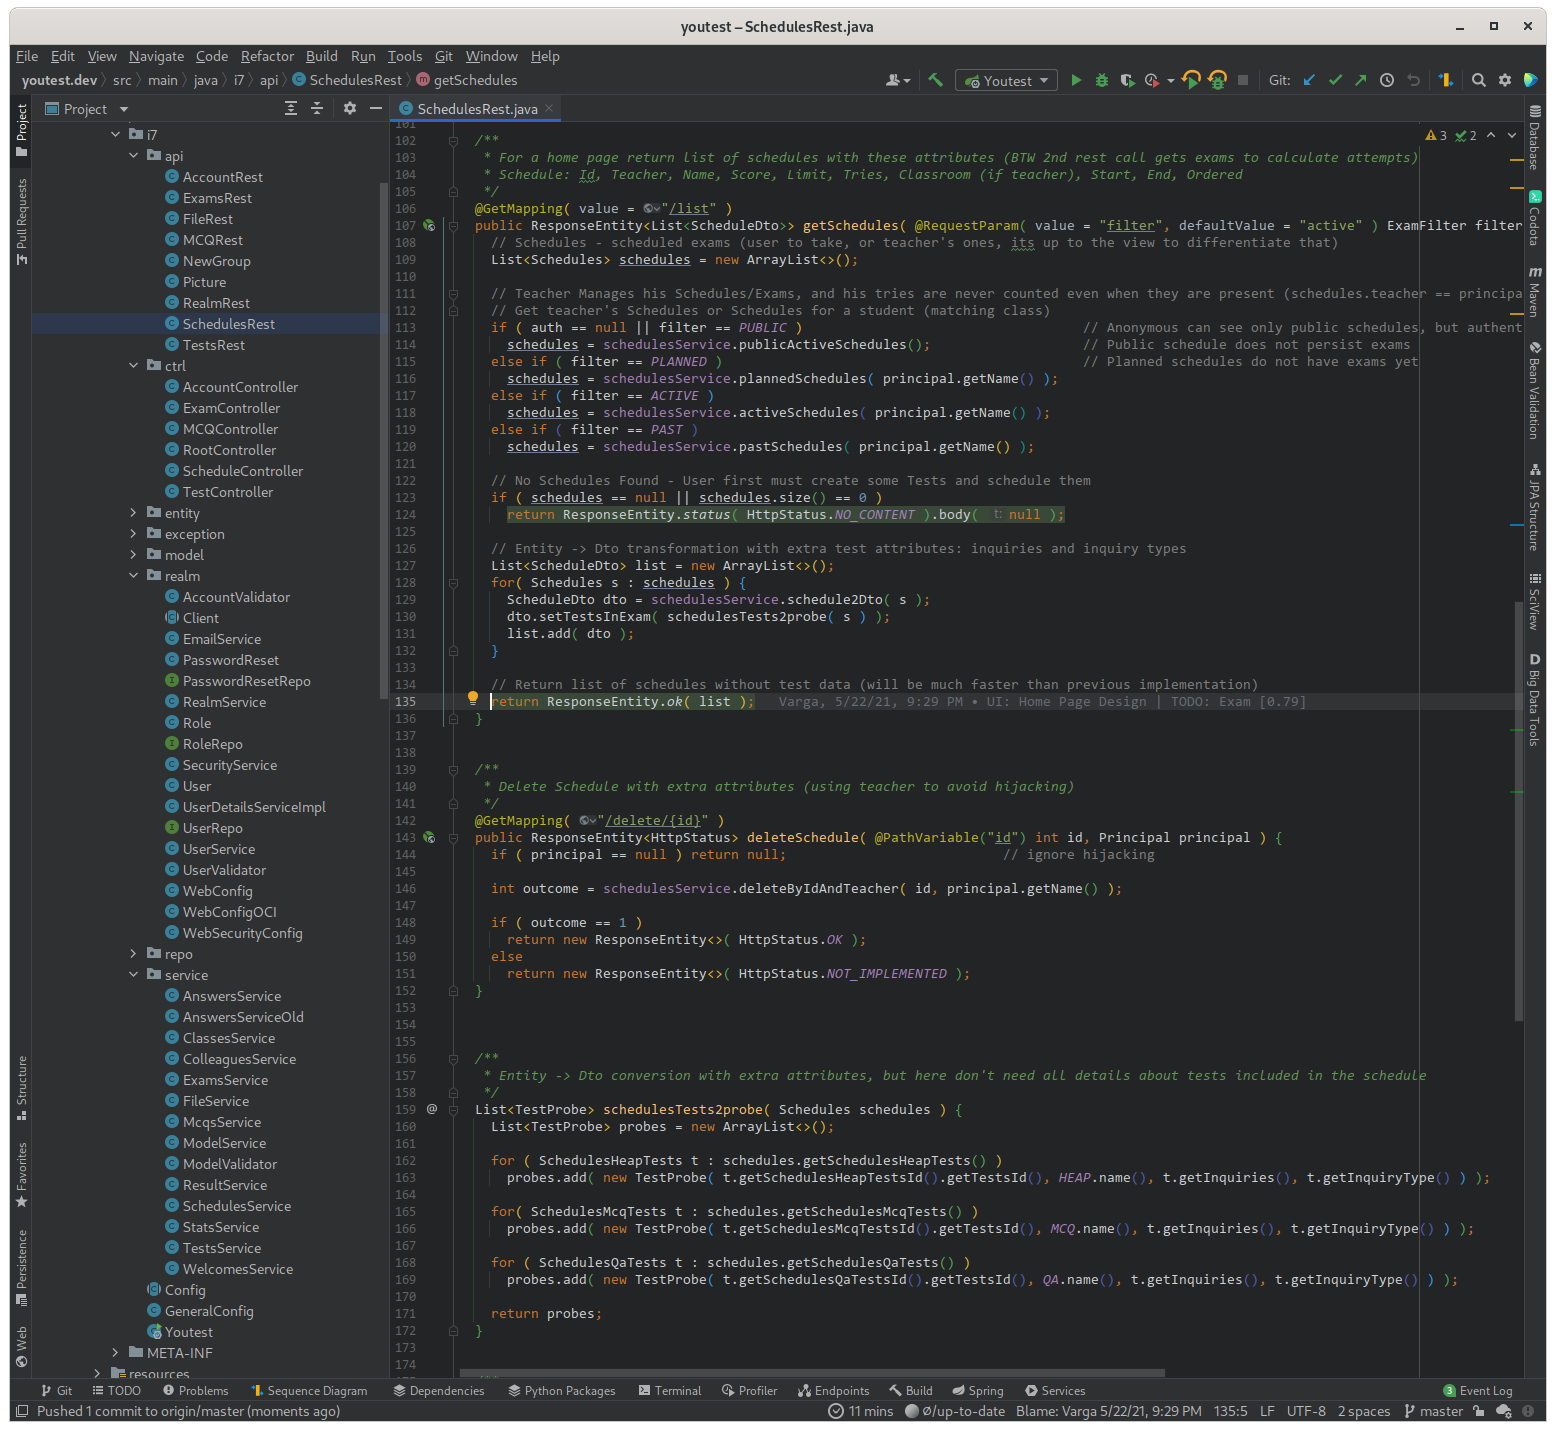 youtest – SchedulesRest.java
File Edit View Navigate Code Refactor Build Run Tools Git Window Help
youtest.dev src main java i7 api SchedulesRest getSchedules
Youtest
Git:
Project
SchedulesRest.java
Project
Pull Requests
Structure
Favorites
Persistence
Web
i7
api
AccountRest
ExamsRest
FileRest
MCQRest
NewGroup
Picture
RealmRest
SchedulesRest
TestsRest
ctrl
AccountController
ExamController
MCQController
RootController
ScheduleController
TestController
entity
exception
model
realm
AccountValidator
Client
EmailService
PasswordReset
PasswordResetRepo
RealmService
Role
RoleRepo
SecurityService
User
UserDetailsServiceImpl
UserRepo
UserService
UserValidator
WebConfig
WebConfigOCI
WebSecurityConfig
repo
service
AnswersService
AnswersServiceOld
ClassesService
ColleaguesService
ExamsService
FileService
McqsService
ModelService
ModelValidator
ResultService
SchedulesService
StatsService
TestsService
WelcomesService
Config
GeneralConfig
Youtest
META-INF
resources
3 2
101
102 /**
103 * For a home page return list of schedules with these attributes (BTW 2nd rest call gets exams to calculate attempts)
104 * Schedule: Id, Teacher, Name, Score, Limit, Tries, Classroom (if teacher), Start, End, Ordered
105 */
106 @GetMapping( value = "/list" )
107 public ResponseEntity<List<ScheduleDto>> getSchedules( @RequestParam( value = "filter", defaultValue = "active" ) ExamFilter filter
108 // Schedules - scheduled exams (user to take, or teacher's ones, its up to the view to differentiate that)
109 List<Schedules> schedules = new ArrayList<>();
110
111 // Teacher Manages his Schedules/Exams, and his tries are never counted even when they are present (schedules.teacher == principa
112 // Get teacher's Schedules or Schedules for a student (matching class)
113 if ( auth == null || filter == PUBLIC ) // Anonymous can see only public schedules, but authent
114 schedules = schedulesService.publicActiveSchedules(); // Public schedule does not persist exams
115 else if ( filter == PLANNED ) // Planned schedules do not have exams yet
116 schedules = schedulesService.plannedSchedules( principal.getName() );
117 else if ( filter == ACTIVE )
118 schedules = schedulesService.activeSchedules( principal.getName() );
119 else if ( filter == PAST )
120 schedules = schedulesService.pastSchedules( principal.getName() );
121
122 // No Schedules Found - User first must create some Tests and schedule them
123 if ( schedules == null || schedules.size() == 0 )
124 return ResponseEntity.status( HttpStatus.NO_CONTENT ).body( t: null );
125
126 // Entity -> Dto transformation with extra test attributes: inquiries and inquiry types
127 List<ScheduleDto> list = new ArrayList<>();
128 for( Schedules s : schedules ) {
129 ScheduleDto dto = schedulesService.schedule2Dto( s );
130 dto.setTestsInExam( schedulesTests2probe( s ) );
131 list.add( dto );
132 }
133
134 // Return list of schedules without test data (will be much faster than previous implementation)
135 return ResponseEntity.ok( list ); Varga, 5/22/21, 9:29 PM • UI: Home Page Design | TODO: Exam [0.79]
136 }
137
138
139 /**
140 * Delete Schedule with extra attributes (using teacher to avoid hijacking)
141 */
142 @GetMapping( "/delete/{id}" )
143 public ResponseEntity<HttpStatus> deleteSchedule( @PathVariable("id") int id, Principal principal ) {
144 if ( principal == null ) return null; // ignore hijacking
145
146 int outcome = schedulesService.deleteByIdAndTeacher( id, principal.getName() );
147
148 if ( outcome == 1 )
149 return new ResponseEntity<>( HttpStatus.OK );
150 else
151 return new ResponseEntity<>( HttpStatus.NOT_IMPLEMENTED );
152 }
153
154
155
156 /**
157 * Entity -> Dto conversion with extra attributes, but here don't need all details about tests included in the schedule
158 */
159 @ List<TestProbe> schedulesTests2probe( Schedules schedules ) {
160 List<TestProbe> probes = new ArrayList<>();
161
162 for ( SchedulesHeapTests t : schedules.getSchedulesHeapTests() )
163 probes.add( new TestProbe( t.getSchedulesHeapTestsId().getTestsId(), HEAP.name(), t.getInquiries(), t.getInquiryType() ) );
164
165 for( SchedulesMcqTests t : schedules.getSchedulesMcqTests() )
166 probes.add( new TestProbe( t.getSchedulesMcqTestsId().getTestsId(), MCQ.name(), t.getInquiries(), t.getInquiryType() ) );
167
168 for ( SchedulesQaTests t : schedules.getSchedulesQaTests() )
169 probes.add( new TestProbe( t.getSchedulesQaTestsId().getTestsId(), QA.name(), t.getInquiries(), t.getInquiryType() ) );
170
171 return probes;
172 }
173
174
Database
Codota
Maven
Bean Validation
JPA Structure
SciView
Big Data Tools
Git TODO Problems Sequence Diagram Dependencies Python Packages Terminal Profiler Endpoints Build Spring Services 3 Event Log
Pushed 1 commit to origin/master (moments ago) 11 mins Ø/up-to-date Blame: Varga 5/22/21, 9:29 PM 135:5 LF UTF-8 2 spaces master